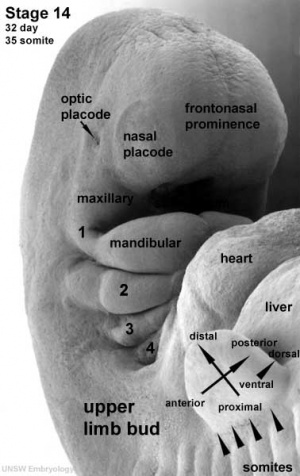 Stage 14
32 day
35 somite
optic
placode
frontonasal
prominence
nasal
placode
maxillary
1
mandibular
heart
2
liver
3
distal
4
posterior
dorsal
ventral
anterior
proximal
upper
limb bud
UNSW Embryology
somites